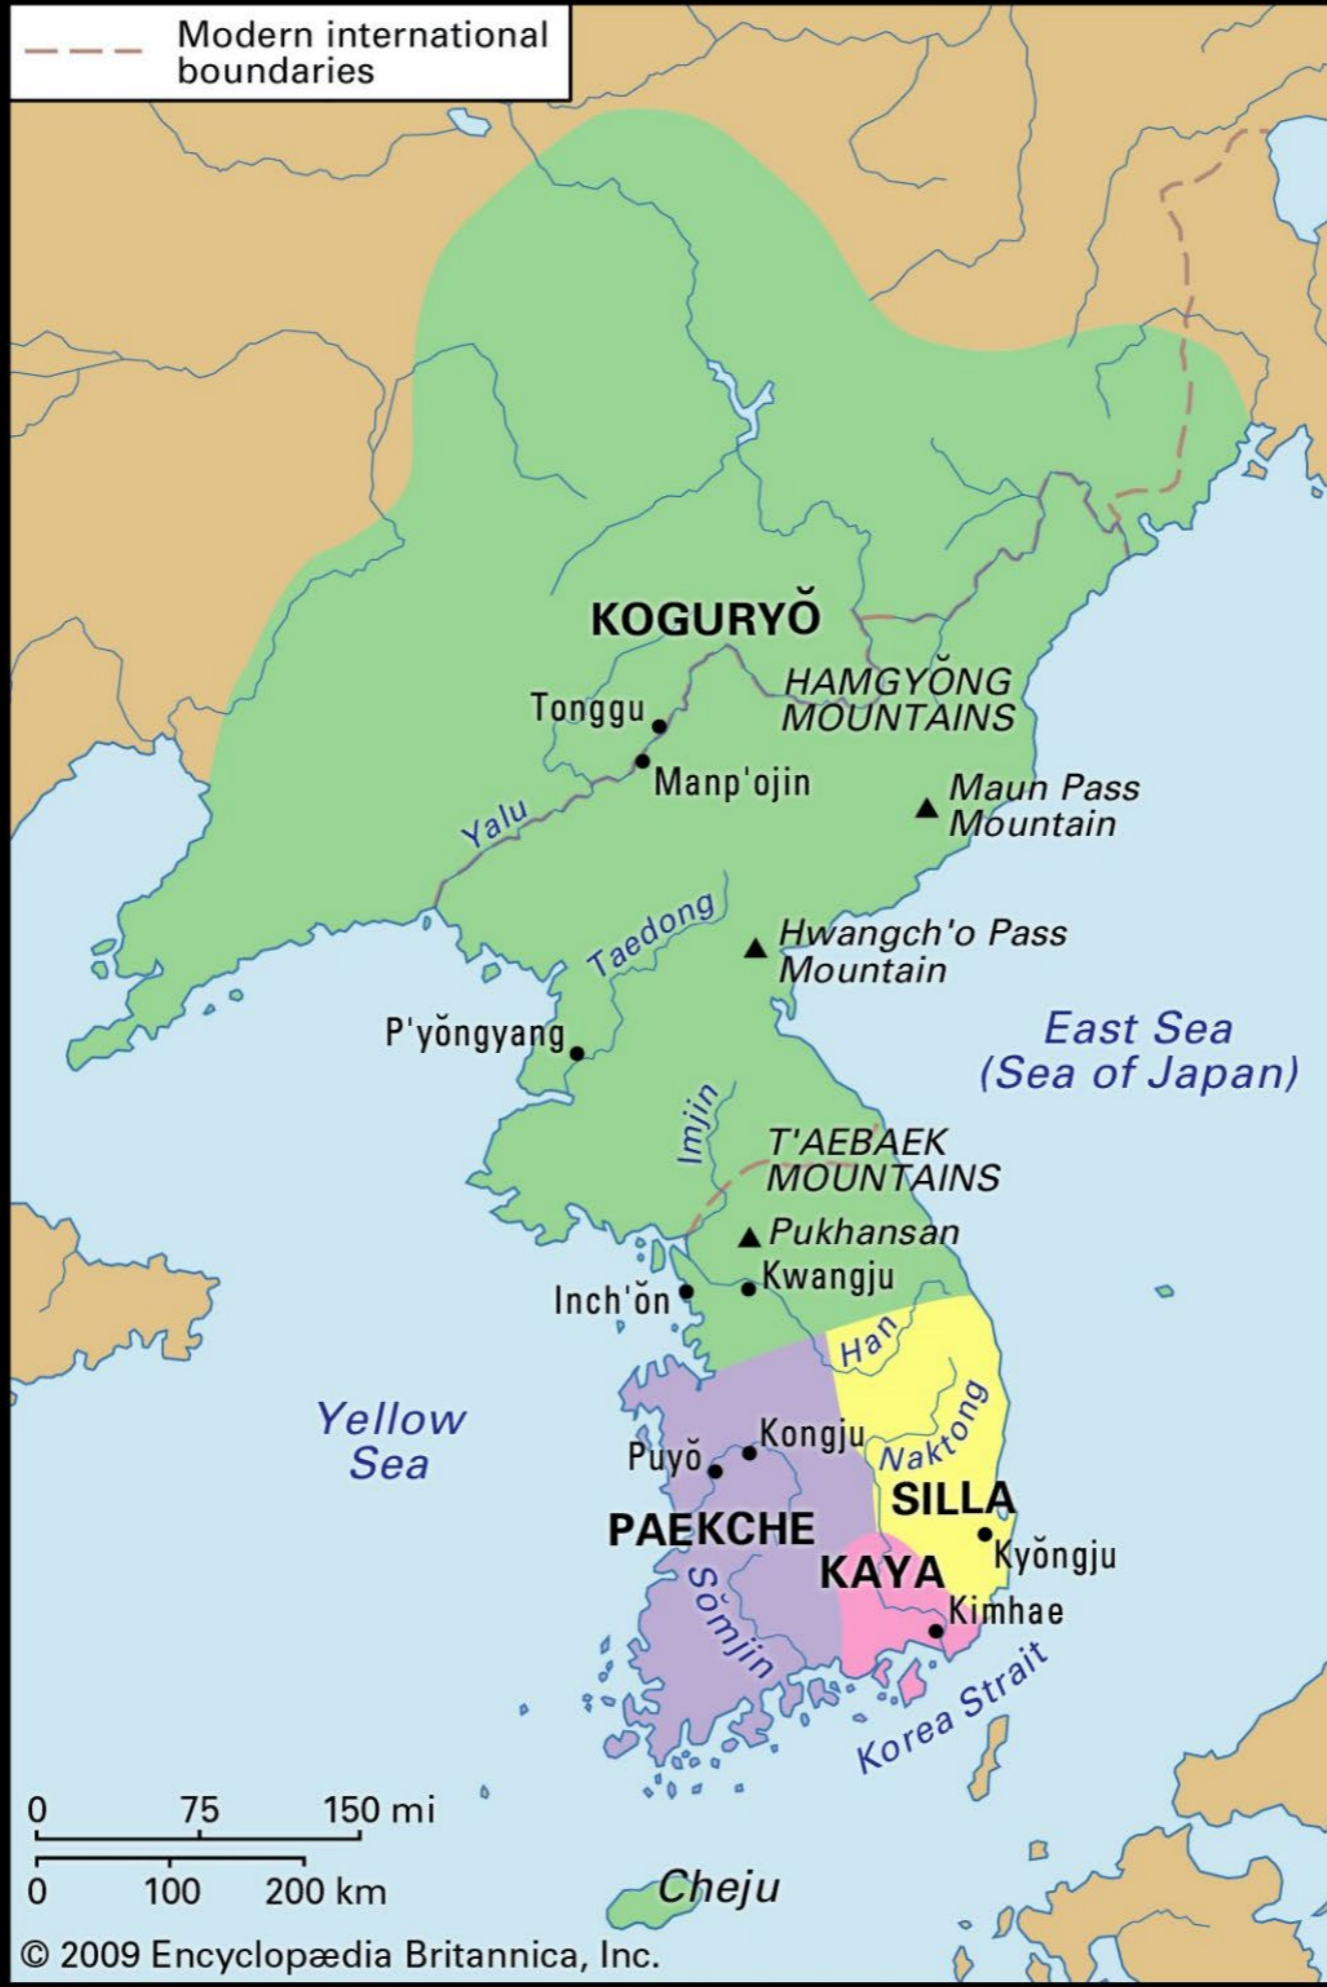 Modern international
boundaries
KOGURYŎ
HAMGYŎNG
MOUNTAINS
Tonggu
Manp'ojin
Maun Pass
Mountain
Yalu
Taedong
Hwangch'o Pass
Mountain
P'yŏngyang
East Sea
(Sea of Japan)
Imjin
T'AEBAEK
MOUNTAINS
Pukhansan
Kwangju
Inch'ŏn
Han
Yellow
Sea
Naktong
Kongju
Puyŏ
SILLA
PAEKCHE
Kyŏngju
KAYA
Sŏmjin
Kimhae
Korea Strait
0 75 150 mi
0 100 200 km
Cheju
© 2009 Encyclopædia Britannica, Inc.